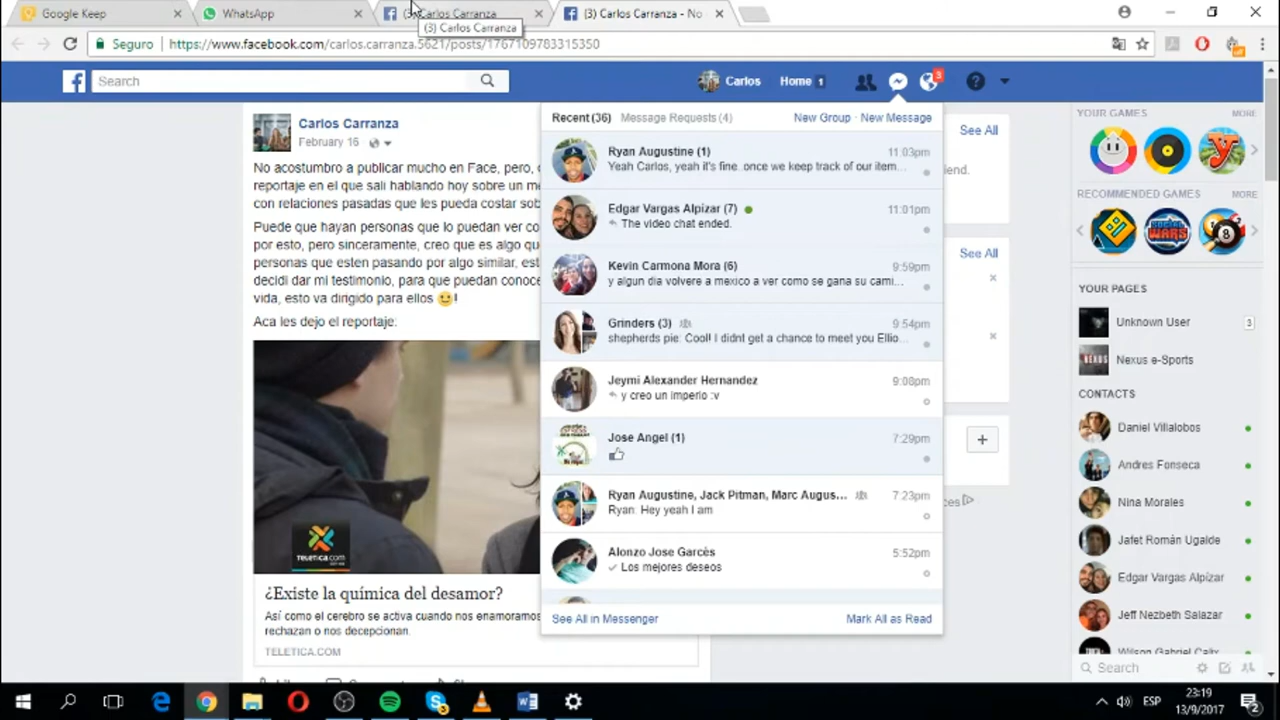 Google Keep
WhatsApp
(3) Carlos Carranza
(3) Carlos Carranza - No
(3) Carlos Carranza
Seguro
https://www.facebook.com/carlos.carranza.5621/posts/1767109783315350
Search
Carlos
Home 1
3
Carlos Carranza
February 16
No acostumbro a publicar mucho en Face, pero,
reportaje en el que sali hablando hoy sobre un
con relaciones pasadas que les pueda costar
Puede que hayan personas que lo puedan ver
por esto, pero sinceramente, creo que es algo
personas que esten pasando por algo similar,
decidi dar mi testimonio, para que puedan
vida, esto va dirigido para ellos !
Aca les dejo el reportaje:
TELETICA.COM
¿Existe la química del desamor?
Así como el cerebro se activa cuando nos enamoramos
rechazan o nos decepcionan.
TELETICA.COM
Recent (36)
Message Requests (4)
New Group · New Message
Ryan Augustine (1)
11:03pm
Yeah Carlos, yeah it's fine. once we keep track of our item...
Edgar Vargas Alpízar (7)
11:01pm
The video chat ended.
Kevin Carmona Mora (6)
9:59pm
y algun dia volvere a mexico a ver como se gana su cami...
Grinders (3)
9:54pm
shepherds pie: Cool! I didnt get a chance to meet you Ellio...
Jeymi Alexander Hernandez
9:08pm
y creo un imperio :v
Jose Angel (1)
7:29pm
Ryan Augustine, Jack Pitman, Marc Augus...
7:23pm
Ryan: Hey yeah I am
Alonzo Jose Garcès
5:52pm
Los mejores deseos
See All in Messenger
Mark All as Read
See All
See All
YOUR GAMES
MORE
RECOMMENDED GAMES
MORE
SOCIAL WARS
8
YOUR PAGES
Unknown User
3
Nexus e-Sports
CONTACTS
Daniel Villalobos
Andres Fonseca
Nina Morales
Jafet Román Ugalde
Edgar Vargas Alpízar
Jeff Nezbeth Salazar
Wilson Gabriel Calix
Search
ESP
23:19
13/9/2017
2